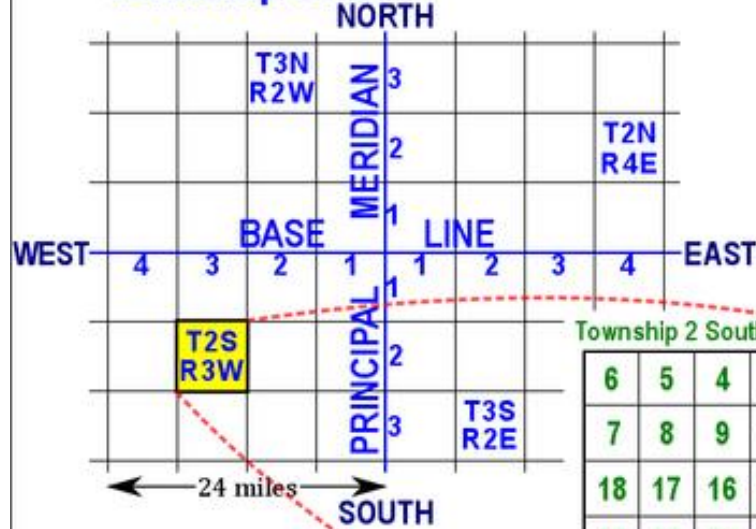 NORTH
T3N
R2W
MERIDIAN
3
2
1
T2N
R4E
BASE
LINE
WEST
4
3
2
1
1
2
3
4
EAST
PRINCIPAL
1
2
3
T2S
R3W
T3S
R2E
24 miles
SOUTH
Township 2
6 5 4
7 8 9
18 17 16